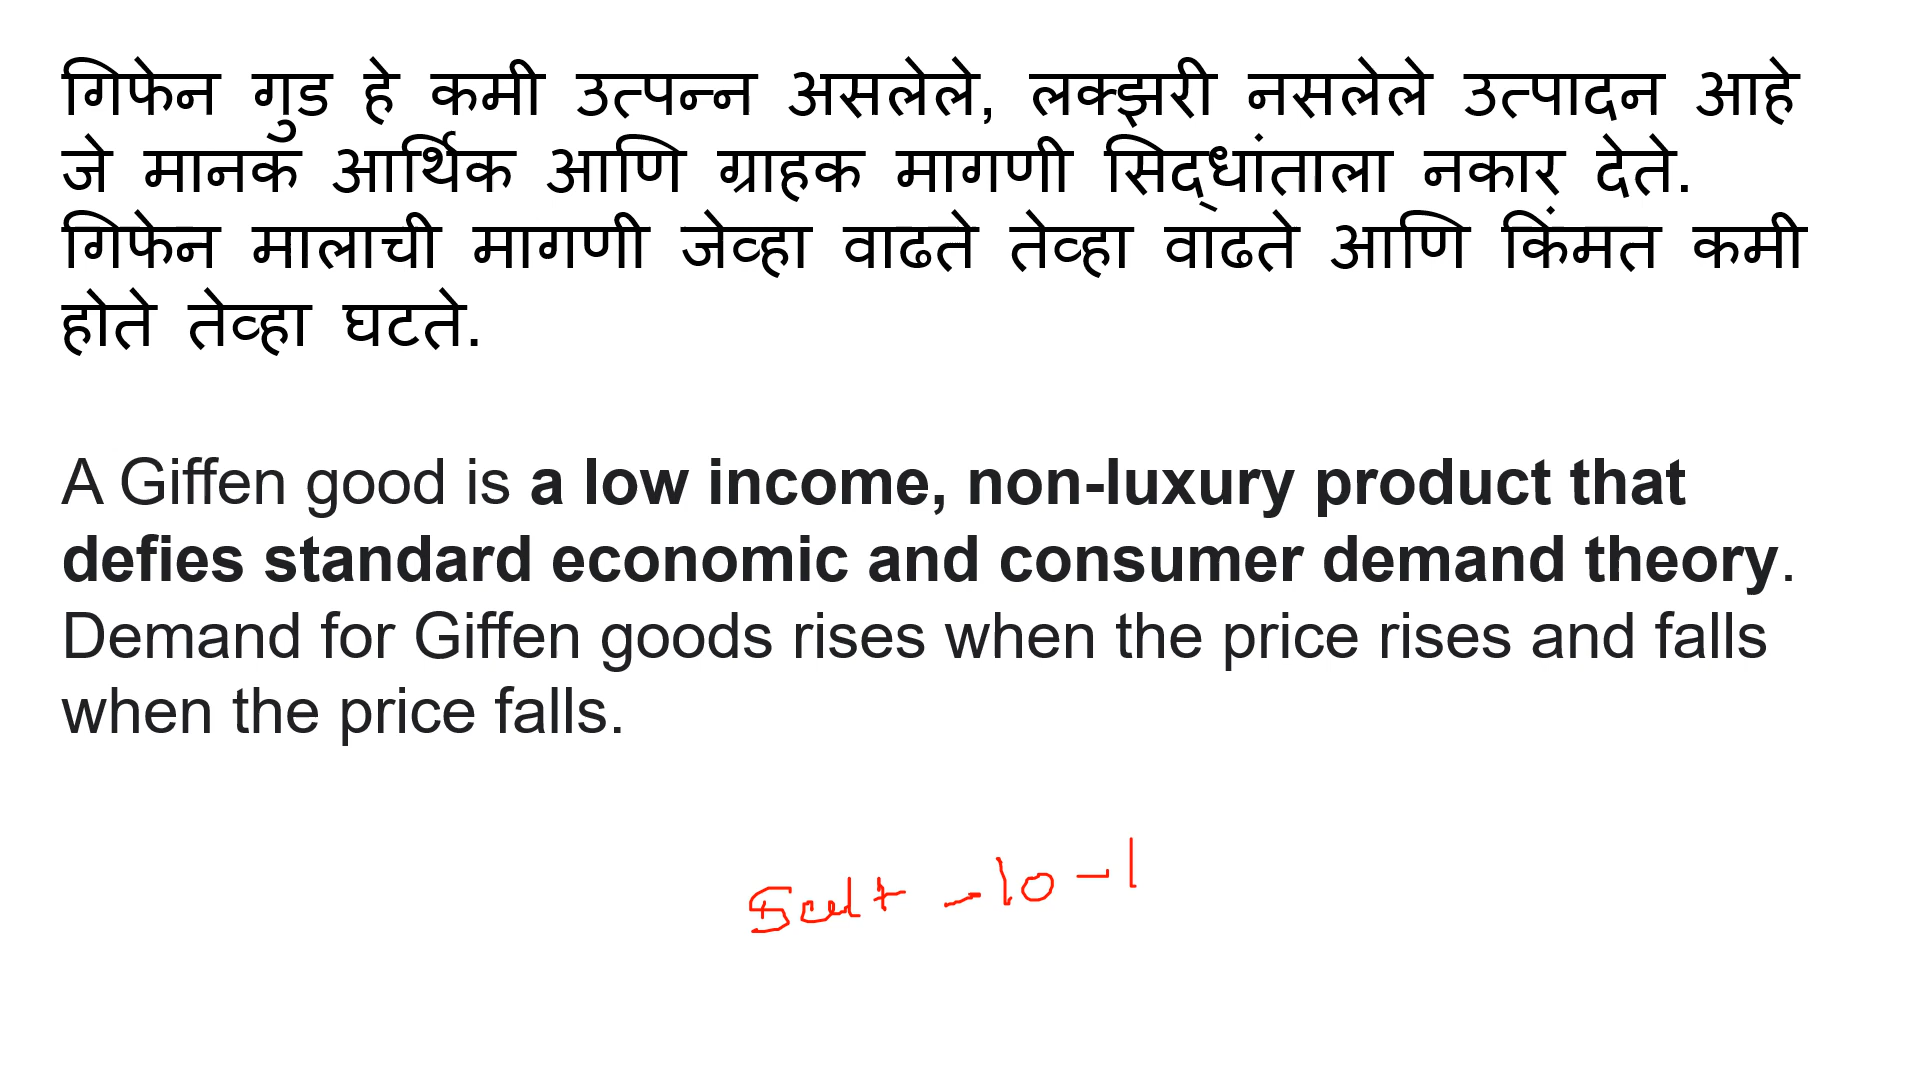 गिफेन गुड हे कमी उत्पन्न असलेले, लक्झरी नसलेले उत्पादन आहे
जे मानक आर्थिक आणि ग्राहक मागणी सिद्धांताला नकार देते.
गिफेन मालाची मागणी जेव्हा वाढते तेव्हा वाढते आणि किंमत कमी
होते तेव्हा घटते.
A Giffen good is a low income, non-luxury product that
defies standard economic and consumer demand theory.
Demand for Giffen goods rises when the price rises and falls
when the price falls.
- 10 - 1